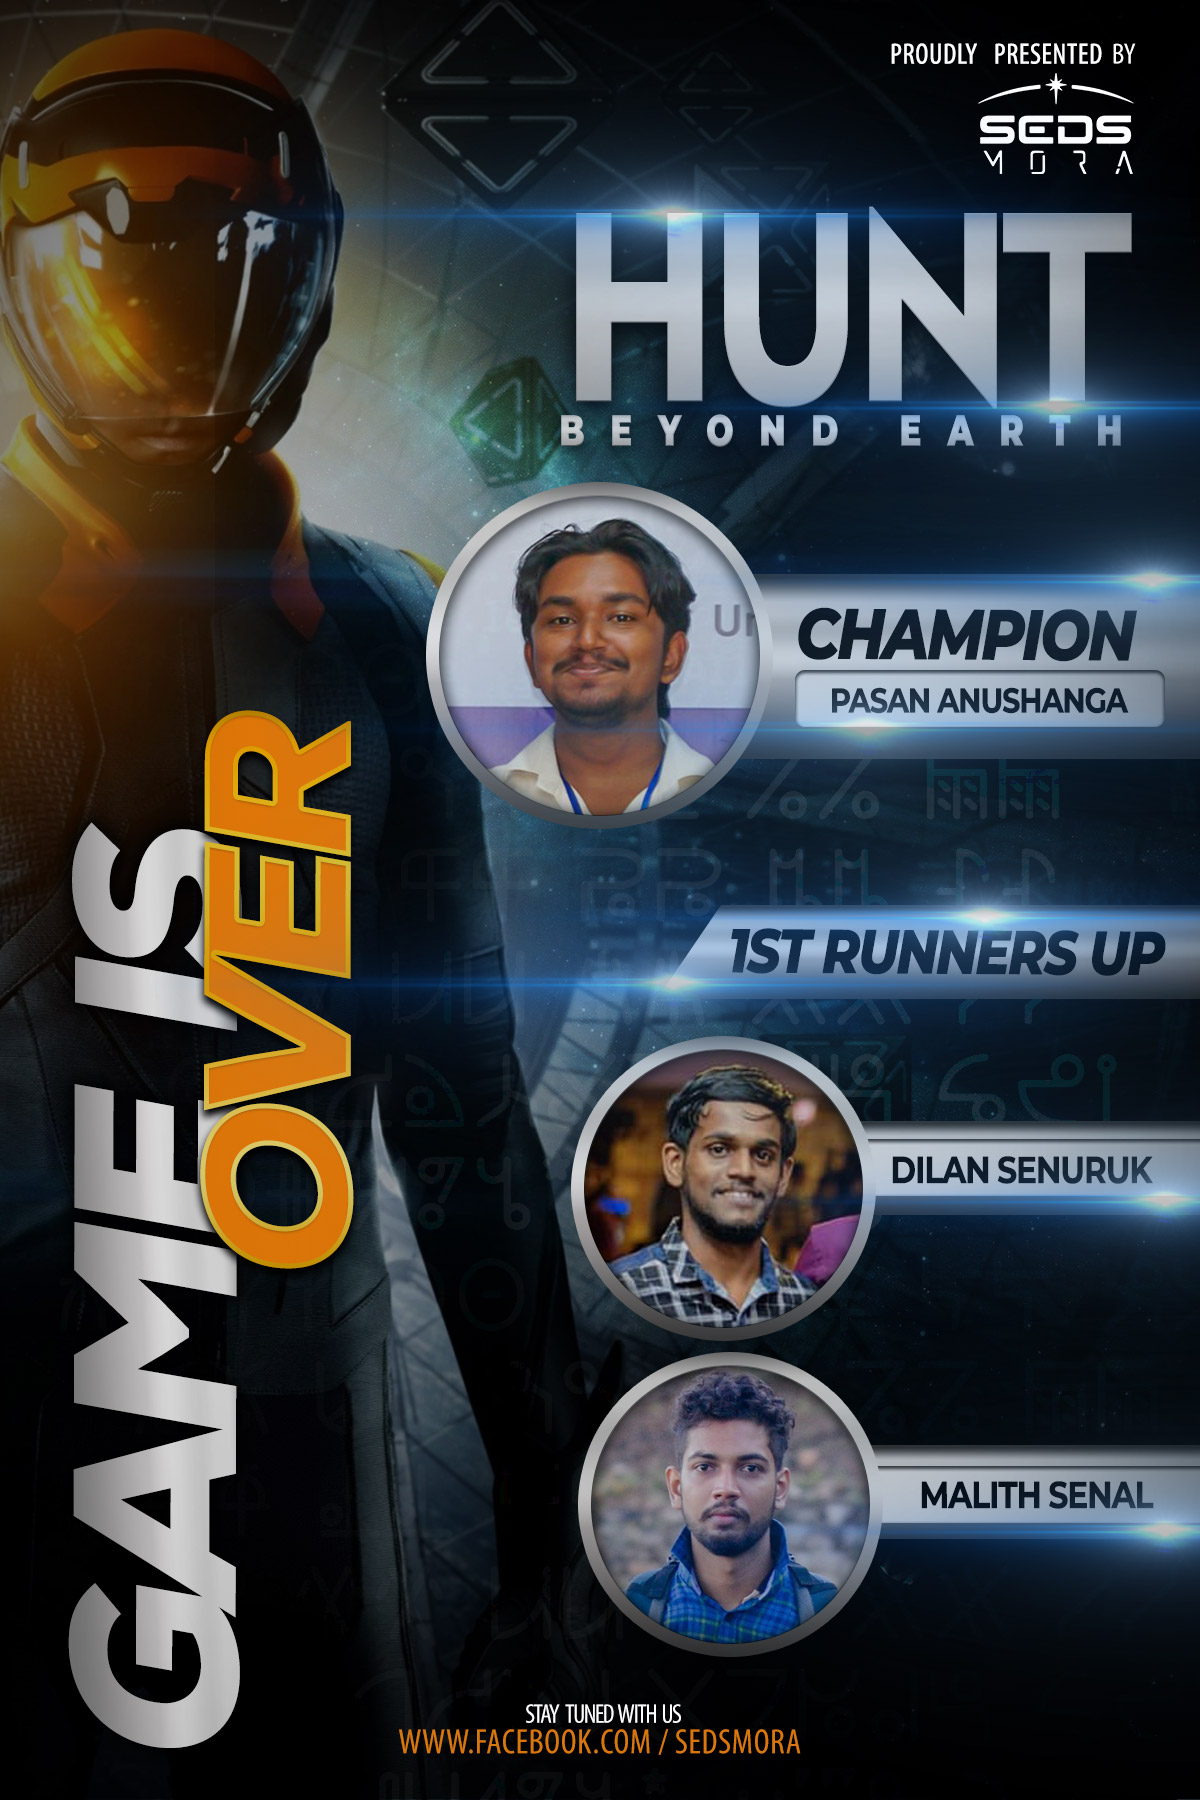 PROUDLY PRESENTED BY
SEDS
MORA
HUNT
BEYOND EARTH
CHAMPION
PASAN ANUSHANGA
1ST RUNNERS UP
DILAN SENURUK
MALITH SENAL
GAME IS
OVER
STAY TUNED WITH US
WWW.FACEBOOK.COM / SEDSMORA